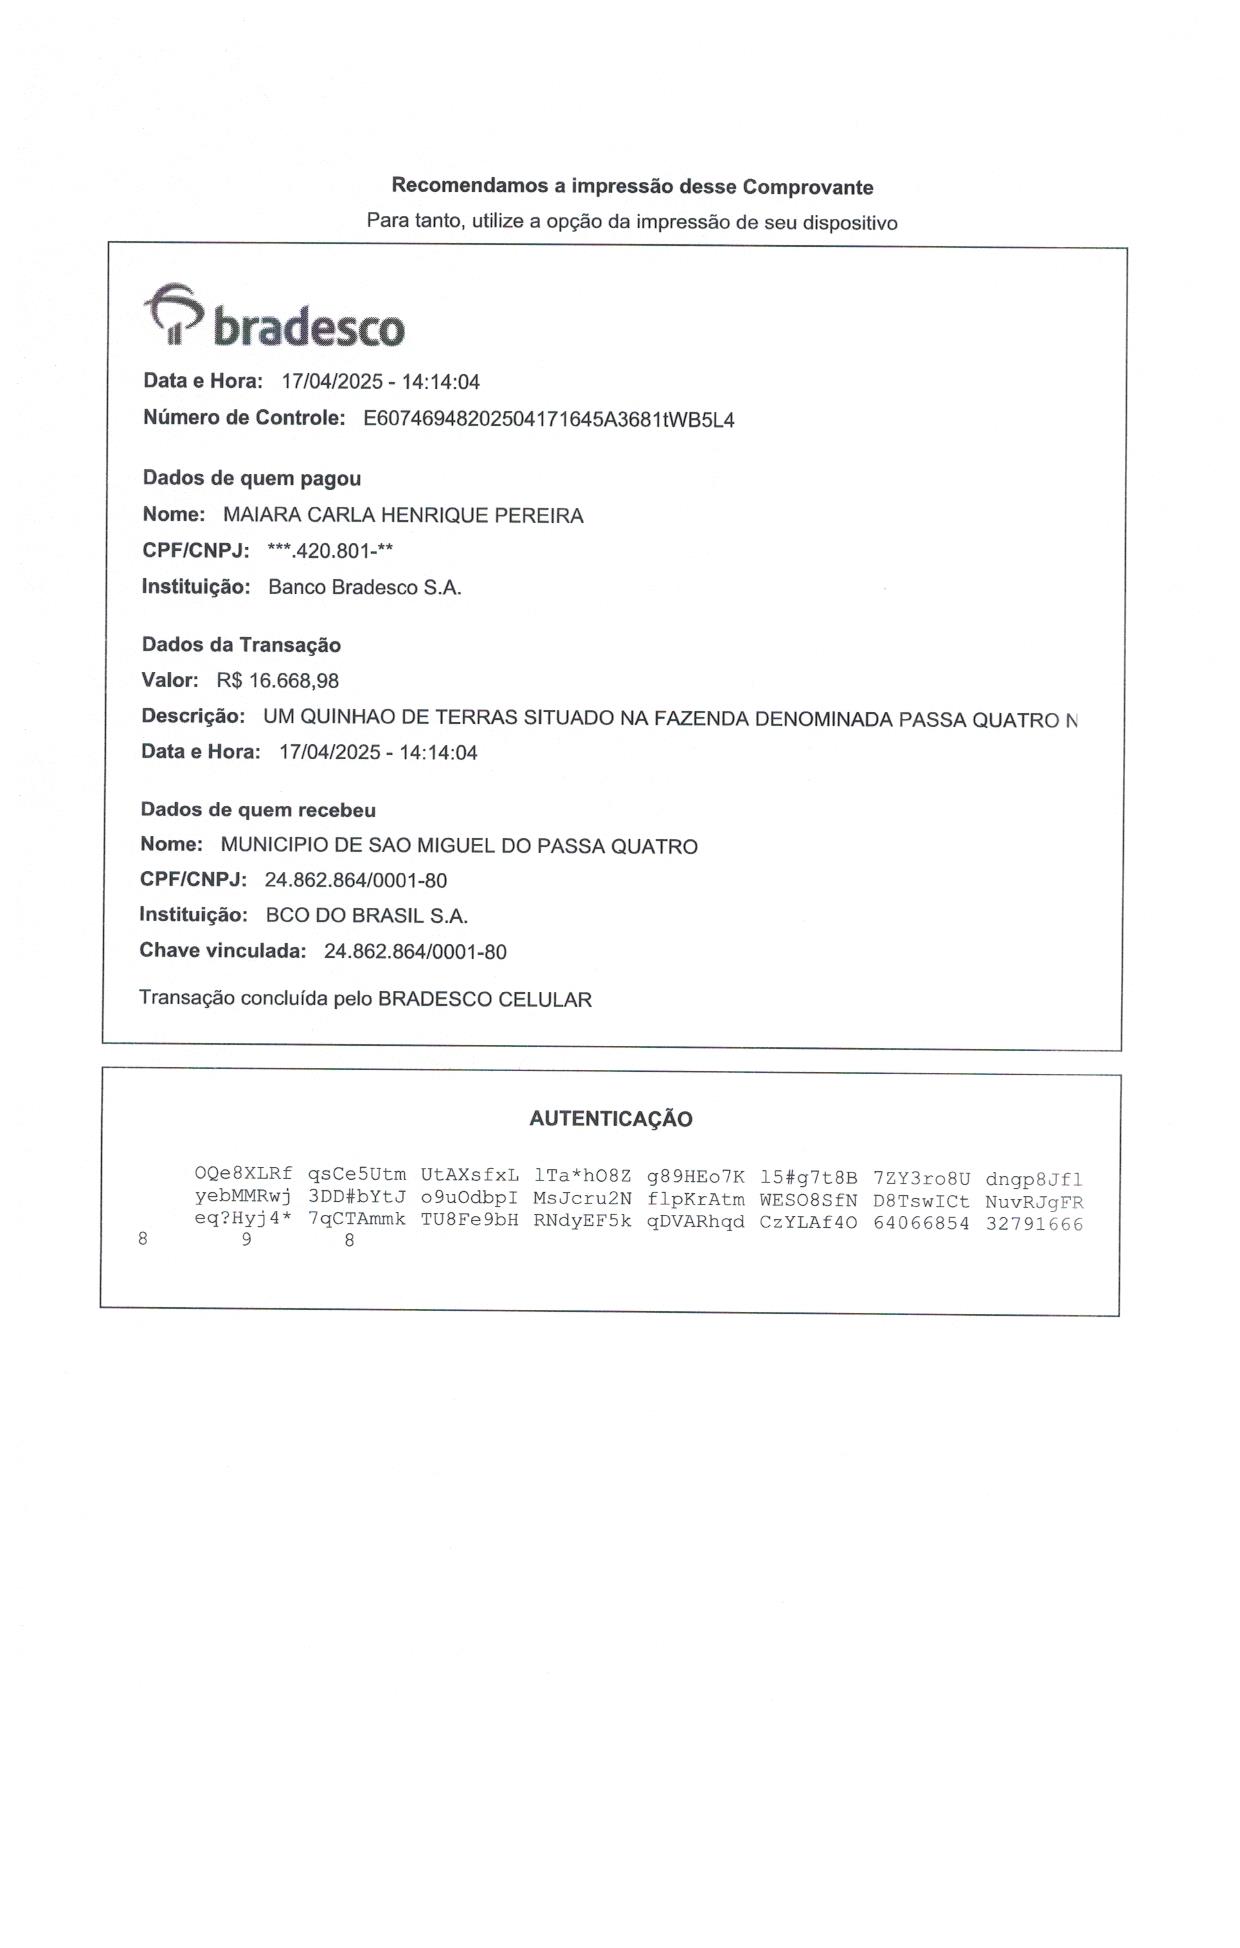 Recomendamos a impressão desse Comprovante
Para tanto, utilize a opção da impressão de seu dispositivo
bradesco
Data e Hora: 17/04/2025 - 14:14:04
Número de Controle: E60746948202504171645A3681tWB5L4
Dados de quem pagou
Nome: MAIARA CARLA HENRIQUE PEREIRA
CPF/CNPJ: ***.420.801-**
Instituição: Banco Bradesco S.A.
Dados da Transação
Valor: R$ 16.668,98
Descrição: UM QUINHAO DE TERRAS SITUADO NA FAZENDA DENOMINADA PASSA QUATRO N
Data e Hora: 17/04/2025 - 14:14:04
Dados de quem recebeu
Nome: MUNICIPIO DE SAO MIGUEL DO PASSA QUATRO
CPF/CNPJ: 24.862.864/0001-80
Instituição: BCO DO BRASIL S.A.
Chave vinculada: 24.862.864/0001-80
Transação concluída pelo BRADESCO CELULAR
AUTENTICAÇÃO
OQe8XLRf qsCe5Utm UtAXsfxL lTa*hO8Z g89HEo7K l5#g7t8B 7ZY3ro8U dngp8Jfl
yebMMRwj 3DD#bYtJ o9uOdbpI MsJcru2N flpKrAtm WESO8SfN D8TswICt NuvRJgFR
eq?Hyj4* 7qCTAmmk TU8Fe9bH RNdyEF5k qDVARhqd CzYLAf4O 64066854 32791666
8 9 8